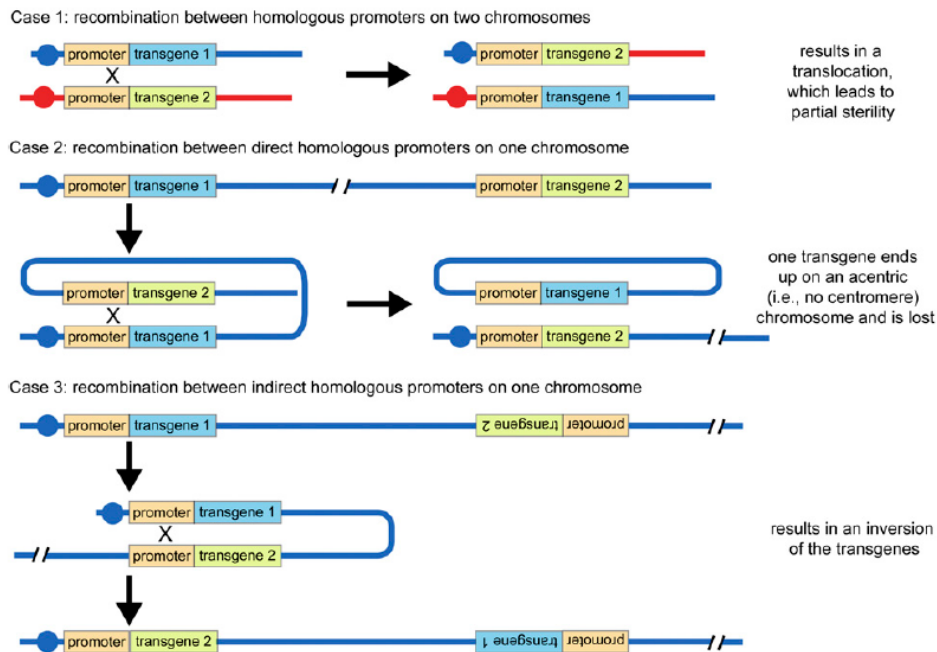 Case 1: recombination between homologous promoters on two chromosomes
promoter transgene 1
X
promoter transgene 2
promoter transgene 2
promoter transgene 1
results in a
translocation,
which leads to
partial sterility
Case 2: recombination between direct homologous promoters on one chromosome
promoter transgene 1
promoter transgene 2
promoter transgene 2
X
promoter transgene 1
promoter transgene 1
promoter transgene 2
one transgene ends
up on an acentric
(i.e., no centromere)
chromosome and is lost
Case 3: recombination between indirect homologous promoters on one chromosome
promoter transgene 1
transgene 2 promoter
promoter transgene 1
X
promoter transgene 2
results in an inversion
of the transgenes
promoter transgene 2
transgene 1 promoter